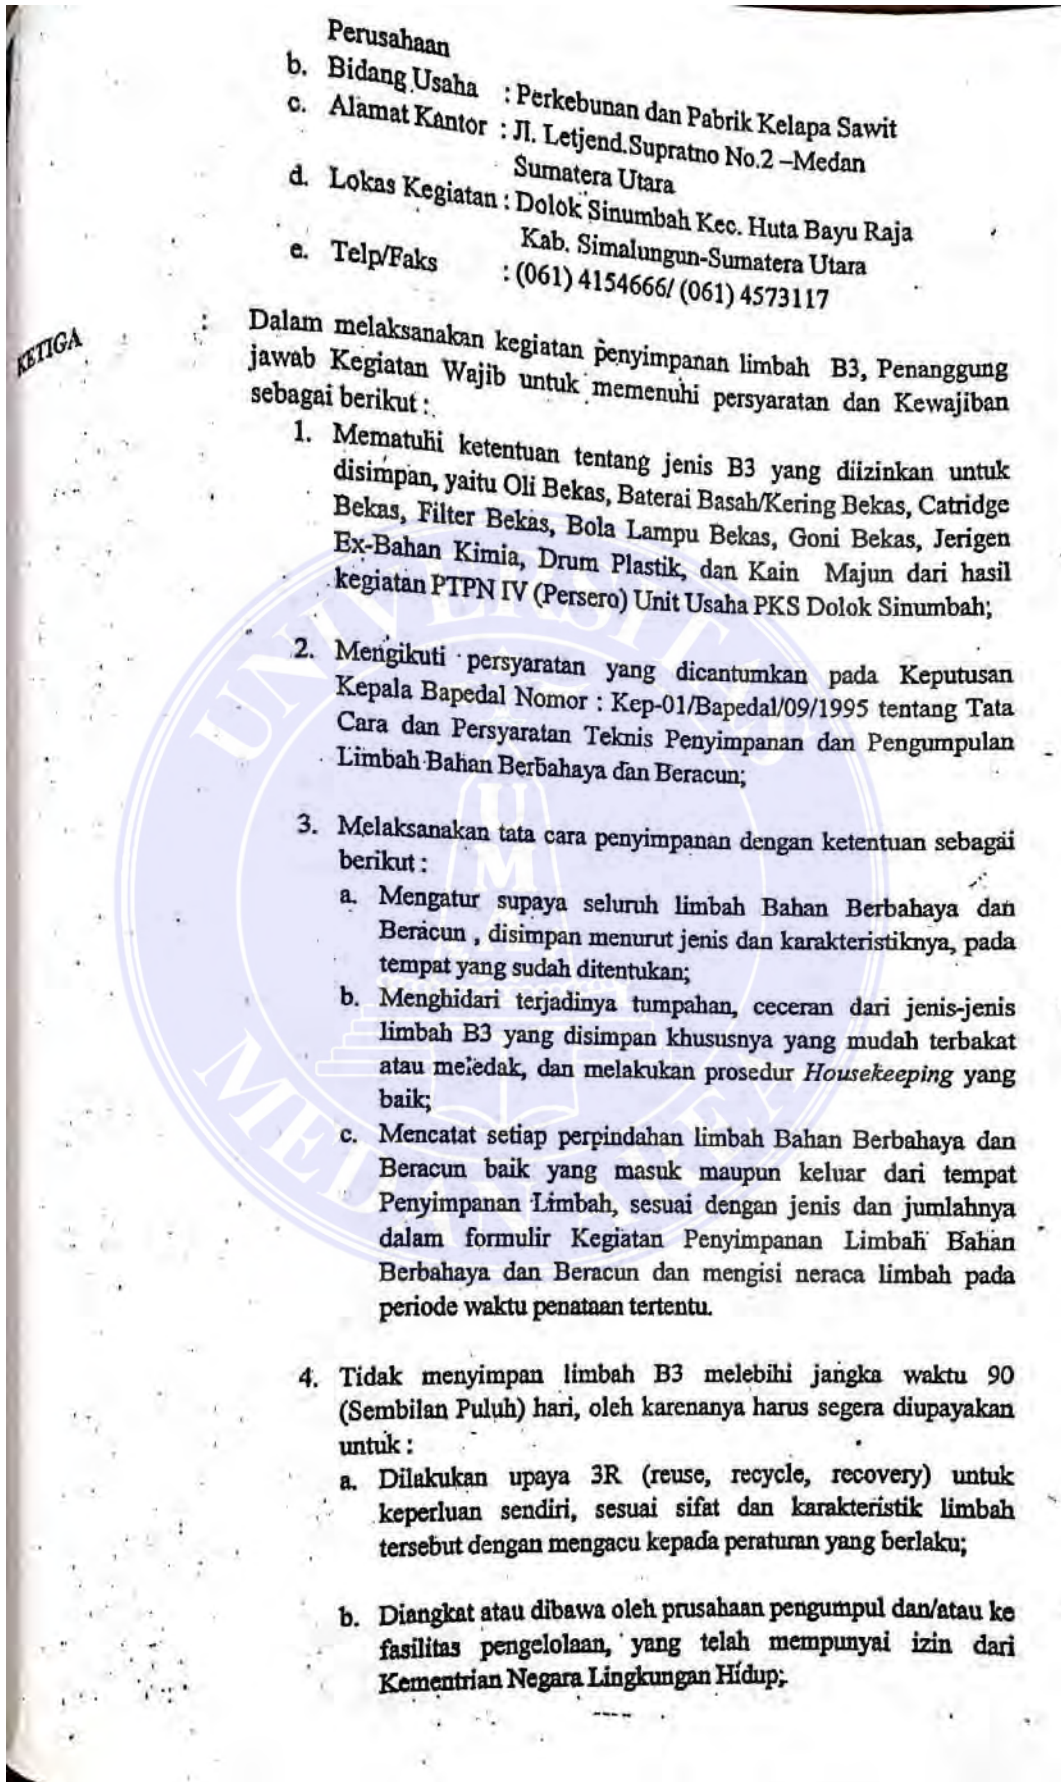 Perusahaan
b. Bidang Usaha : Perkebunan dan Pabrik Kelapa Sawit
c. Alamat Kantor : Jl. Letjend.Supratno No.2 –Medan
Sumatera Utara
d. Lokas Kegiatan : Dolok Sinumbah Kec. Huta Bayu Raja
Kab. Simalungun-Sumatera Utara
e. Telp/Faks : (061) 4154666/ (061) 4573117
KETIGA : Dalam melaksanakan kegiatan penyimpanan limbah B3, Penanggung
jawab Kegiatan Wajib untuk memenuhi persyaratan dan Kewajiban
sebagai berikut :
1. Mematuhi ketentuan tentang jenis B3 yang diizinkan untuk
disimpan, yaitu Oli Bekas, Baterai Basah/Kering Bekas, Catridge
Bekas, Filter Bekas, Bola Lampu Bekas, Goni Bekas, Jerigen
Ex-Bahan Kimia, Drum Plastik, dan Kain Majun dari hasil
kegiatan PTPN IV (Persero) Unit Usaha PKS Dolok Sinumbah;
2. Mengikuti persyaratan yang dicantumkan pada Keputusan
Kepala Bapedal Nomor : Kep-01/Bapedal/09/1995 tentang Tata
Cara dan Persyaratan Teknis Penyimpanan dan Pengumpulan
Limbah Bahan Berbahaya dan Beracun;
3. Melaksanakan tata cara penyimpanan dengan ketentuan sebagai
berikut :
a. Mengatur supaya seluruh limbah Bahan Berbahaya dan
Beracun , disimpan menurut jenis dan karakteristiknya, pada
tempat yang sudah ditentukan;
b. Menghidari terjadinya tumpahan, ceceran dari jenis-jenis
limbah B3 yang disimpan khususnya yang mudah terbakat
atau meledak, dan melakukan prosedur Housekeeping yang
baik;
c. Mencatat setiap perpindahan limbah Bahan Berbahaya dan
Beracun baik yang masuk maupun keluar dari tempat
Penyimpanan Limbah, sesuai dengan jenis dan jumlahnya
dalam formulir Kegiatan Penyimpanan Limbah Bahan
Berbahaya dan Beracun dan mengisi neraca limbah pada
periode waktu penataan tertentu.
4. Tidak menyimpan limbah B3 melebihi jangka waktu 90
(Sembilan Puluh) hari, oleh karenanya harus segera diupayakan
untuk :
a. Dilakukan upaya 3R (reuse, recycle, recovery) untuk
keperluan sendiri, sesuai sifat dan karakteristik limbah
tersebut dengan mengacu kepada peraturan yang berlaku;
b. Diangkat atau dibawa oleh prusahaan pengumpul dan/atau ke
fasilitas pengelolaan, yang telah mempunyai izin dari
Kementrian Negara Lingkungan Hidup;
UNIVERSITAS
UMA
MEDAN AREA